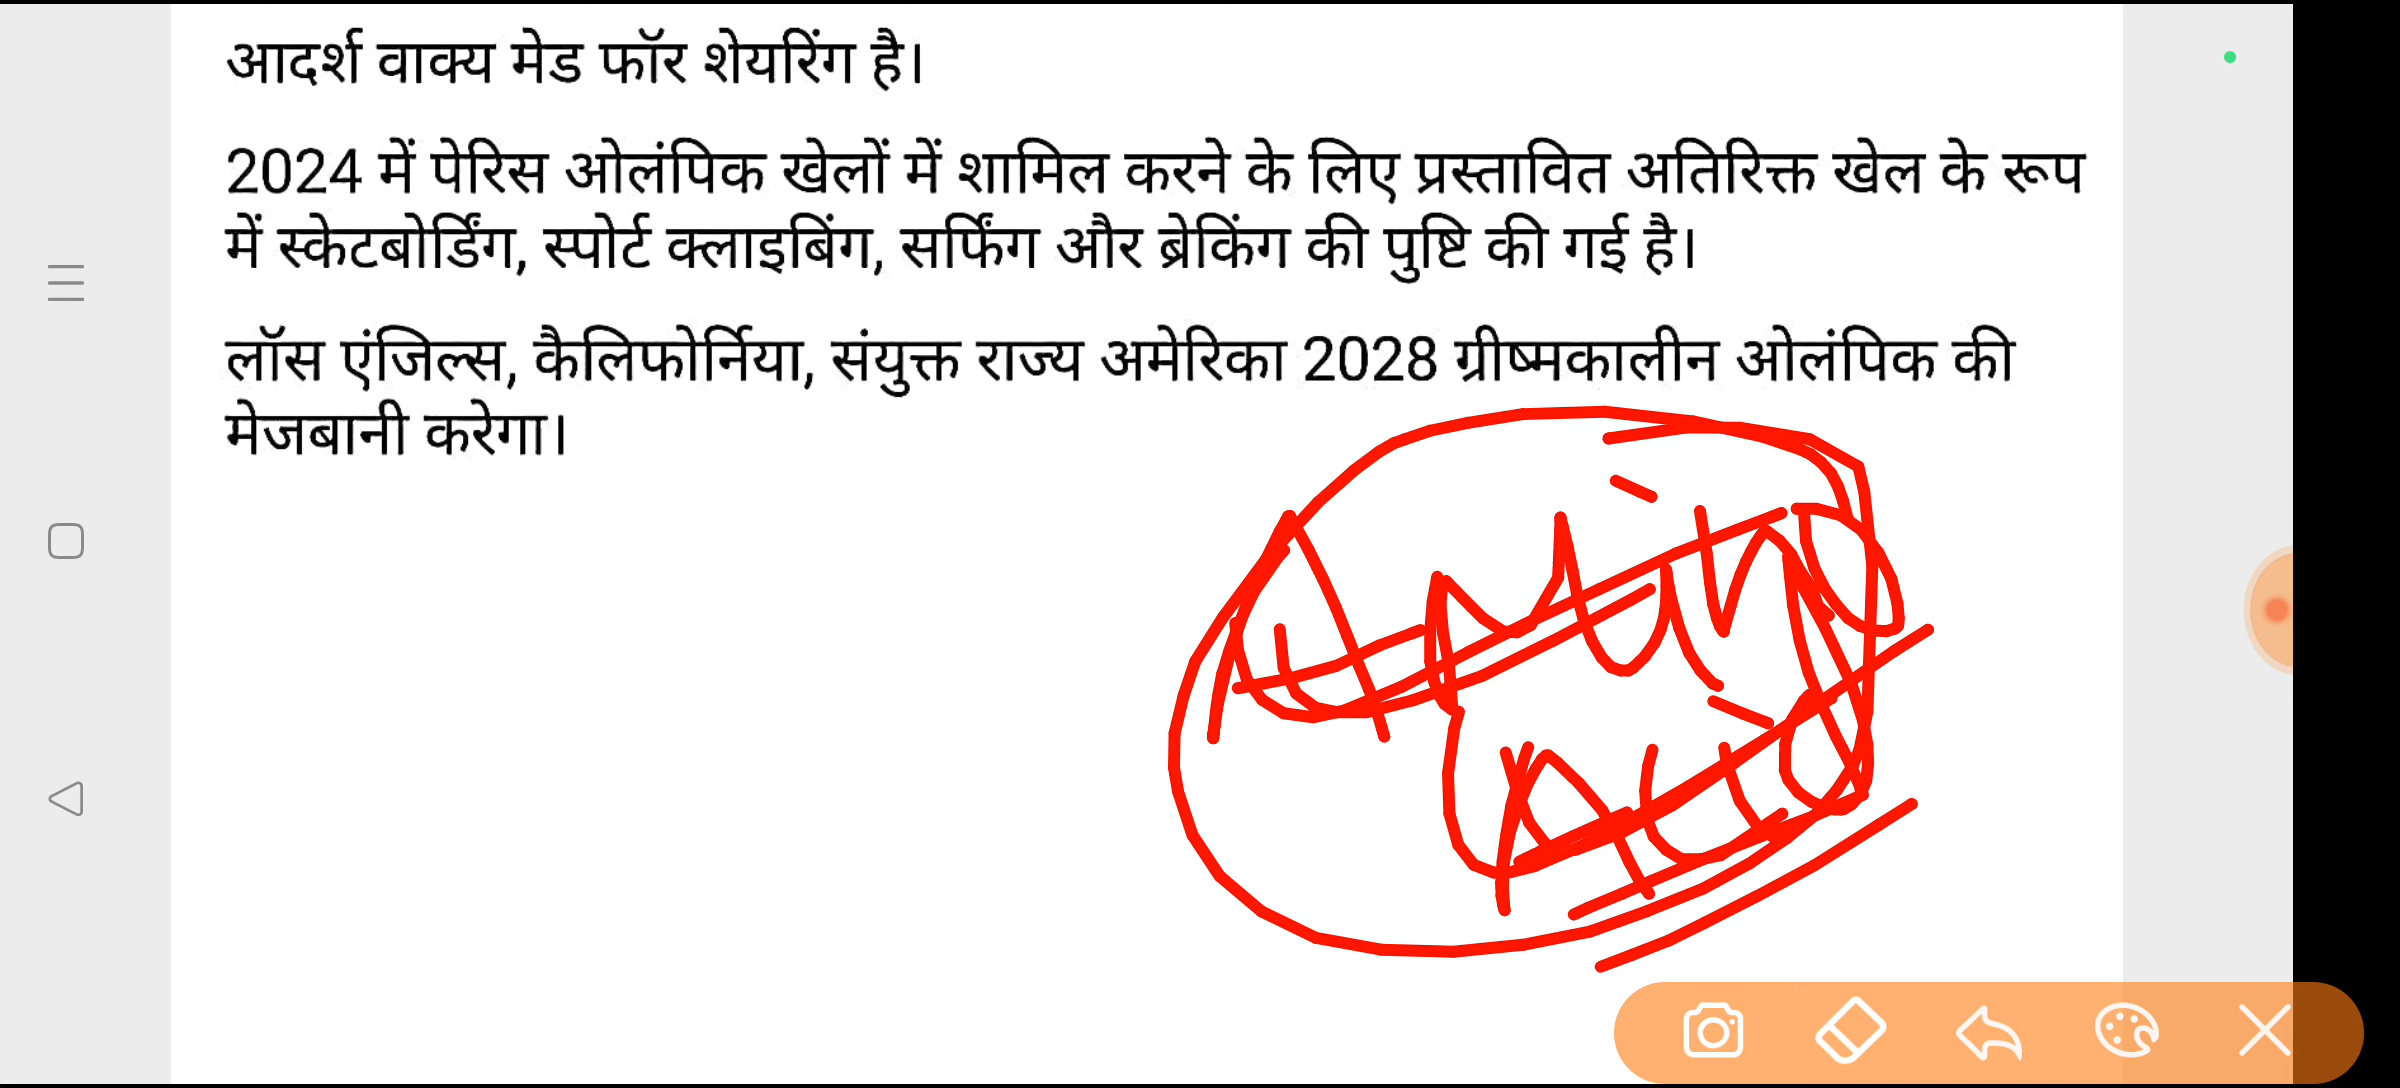 आदर्श वाक्य मेड फॉर शेयरिंग है।
2024 में पेरिस ओलंपिक खेलों में शामिल करने के लिए प्रस्तावित अतिरिक्त खेल के रूप
में स्केटबोर्डिंग, स्पोर्ट क्लाइबिंग, सर्फिंग और ब्रेकिंग की पुष्टि की गई है।
लॉस एंजिल्स, कैलिफोर्निया, संयुक्त राज्य अमेरिका 2028 ग्रीष्मकालीन ओलंपिक की
मेजबानी करेगा।